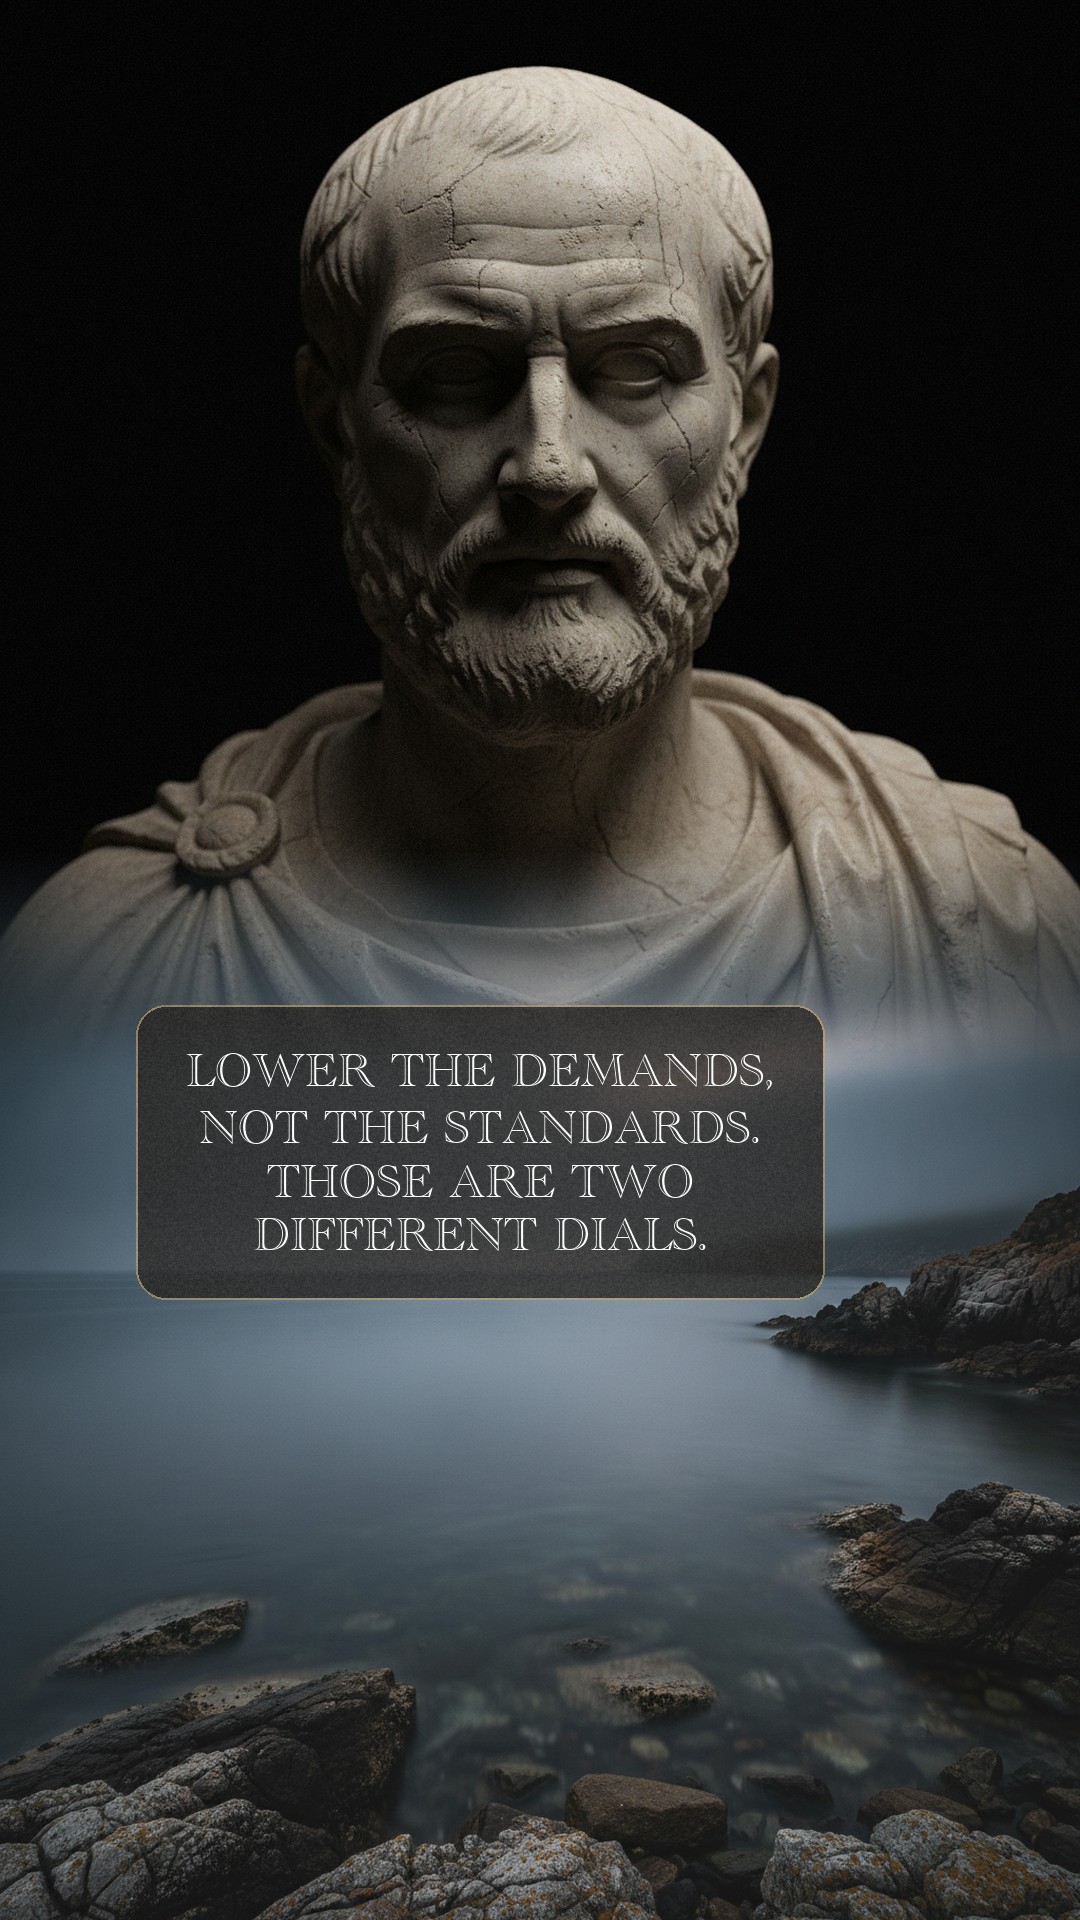 LOWER THE DEMANDS,
NOT THE STANDARDS.
THOSE ARE TWO
DIFFERENT DIALS.